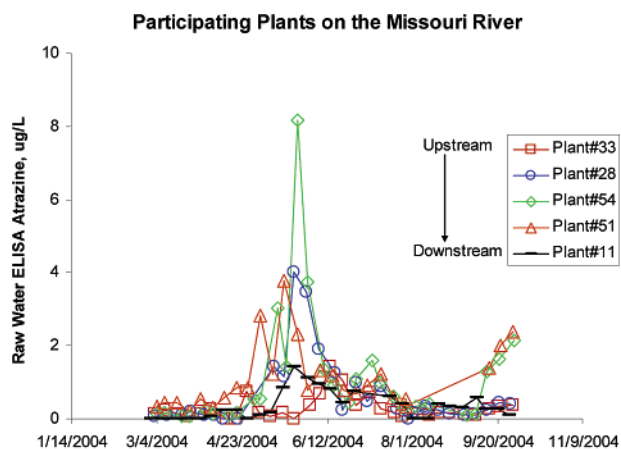 Participating Plants on the Missouri River
Raw Water ELISA Atrazine, ug/L
10
8
6
4
2
0
1/14/2004
3/4/2004
4/23/2004
6/12/2004
8/1/2004
9/20/2004
11/9/2004
Upstream
Downstream
Plant#33
Plant#28
Plant#54
Plant#51
Plant#11